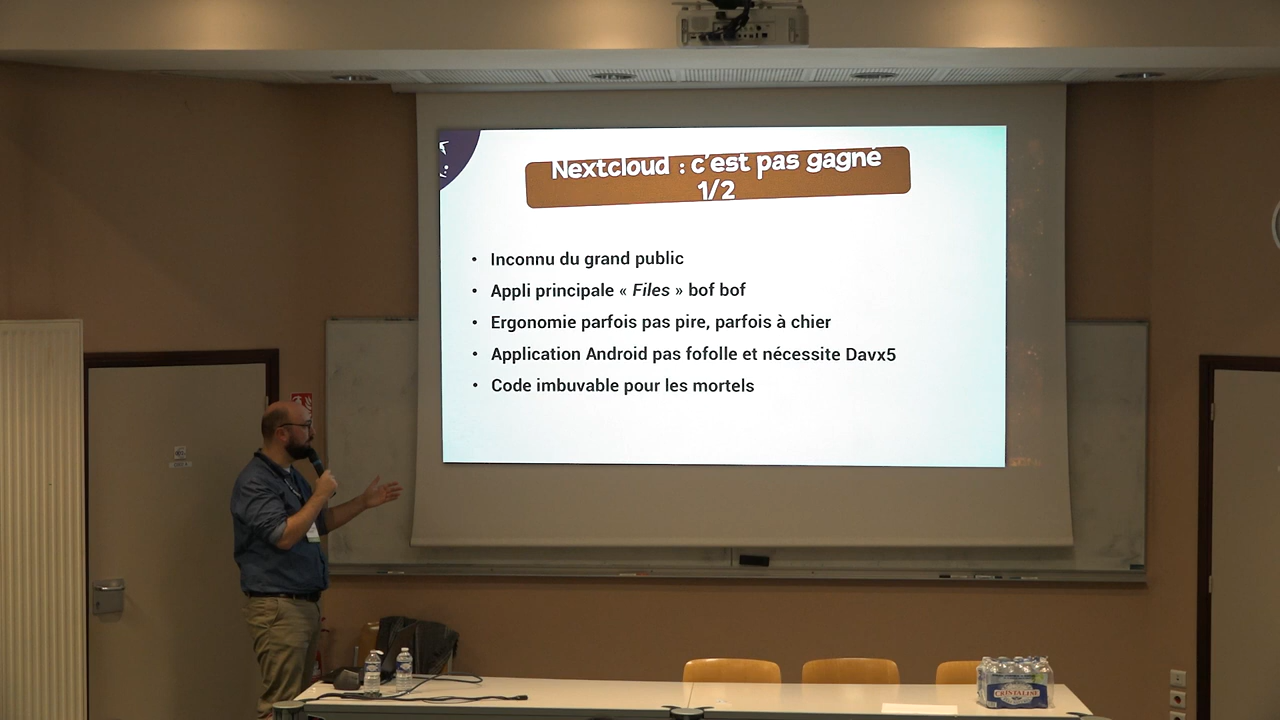 Nextcloud : c'est pas gagné
1/2
• Inconnu du grand public
• Appli principale « Files » bof bof
• Ergonomie parfois pas pire, parfois à chier
• Application Android pas fofolle et nécessite Davx5
• Code imbuvable pour les mortels
CRISTALINE